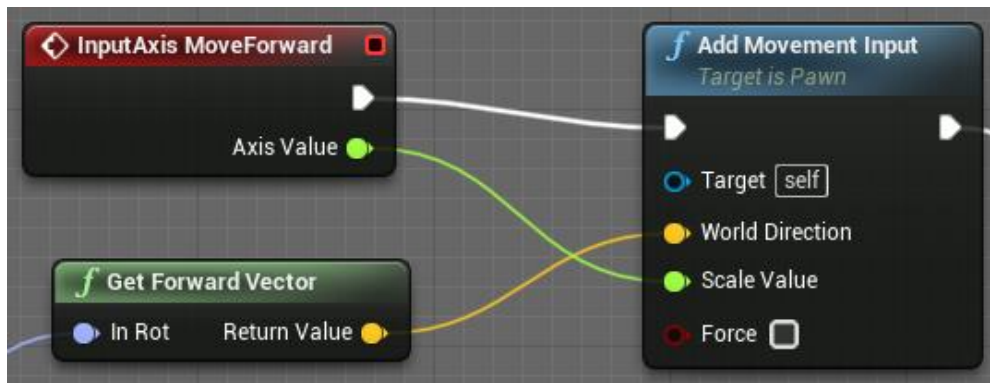 InputAxis MoveForward
Axis Value
f Get Forward Vector
In Rot Return Value
f Add Movement Input
Target is Pawn
Target self
World Direction
Scale Value
Force